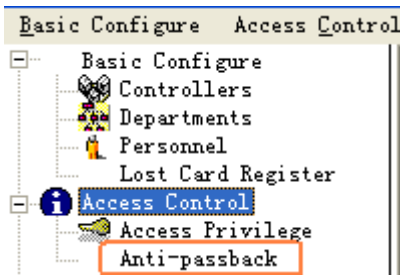 Basic Configure Access Control
Basic Configure
Controllers
Departments
Personnel
Lost Card Register
Access Control
Access Privilege
Anti-passback